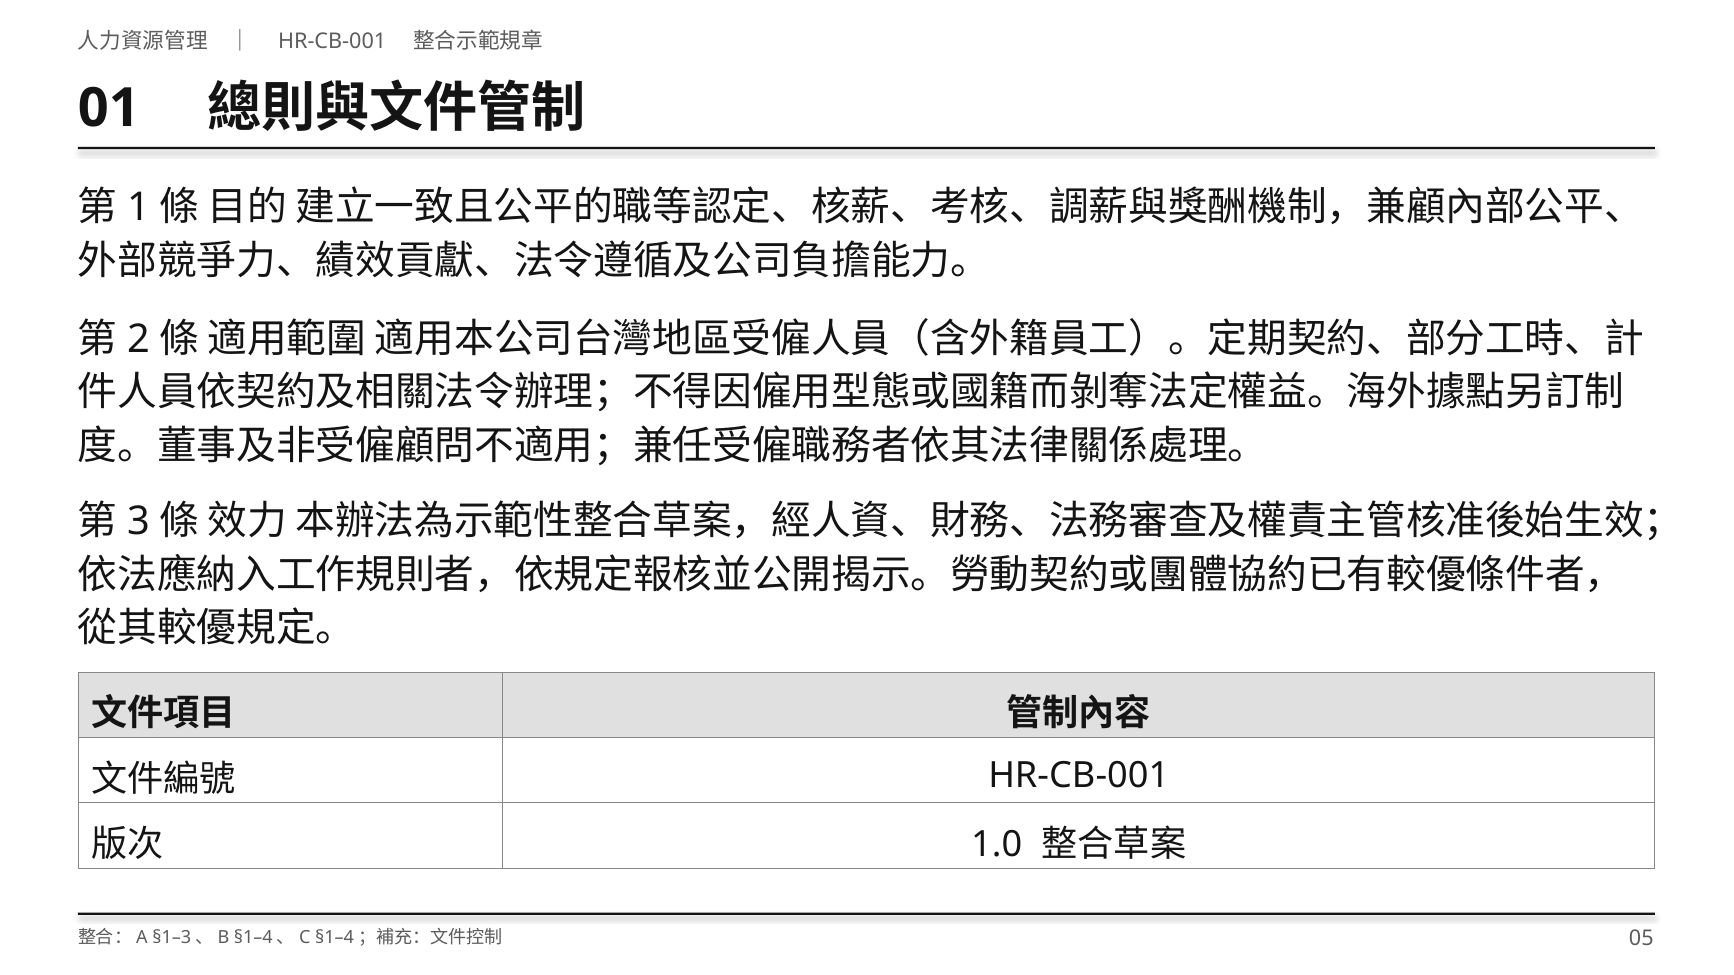 人力資源管理 ｜ HR-CB-001 整合示範規章
01 總則與文件管制
第 1 條 目的 建立一致且公平的職等認定、核薪、考核、調薪與獎酬機制，兼顧內部公平、
外部競爭力、績效貢獻、法令遵循及公司負擔能力。
第 2 條 適用範圍 適用本公司台灣地區受僱人員（含外籍員工）。定期契約、部分工時、計
件人員依契約及相關法令辦理；不得因僱用型態或國籍而剝奪法定權益。海外據點另訂制
度。董事及非受僱顧問不適用；兼任受僱職務者依其法律關係處理。
第 3 條 效力 本辦法為示範性整合草案，經人資、財務、法務審查及權責主管核准後始生效；
依法應納入工作規則者，依規定報核並公開揭示。勞動契約或團體協約已有較優條件者，
從其較優規定。
文件項目 管制內容
文件編號 HR-CB-001
版次 1.0 整合草案
整合：A §1–3、B §1–4、C §1–4；補充：文件控制 05